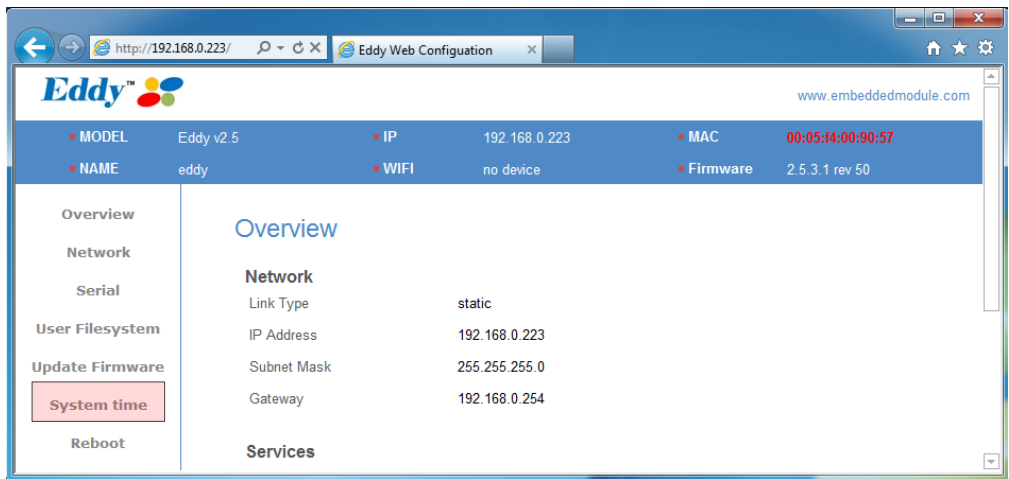 http://192.168.0.223/
Eddy Web Configuation
Eddy™
www.embeddedmodule.com
MODEL Eddy v2.5 IP 192.168.0.223 MAC 00:05:f4:00:90:57
NAME eddy WIFI no device Firmware 2.5.3.1 rev 50
Overview
Network
Serial
User Filesystem
Update Firmware
System time
Reboot
Overview
Network
Link Type static
IP Address 192.168.0.223
Subnet Mask 255.255.255.0
Gateway 192.168.0.254
Services